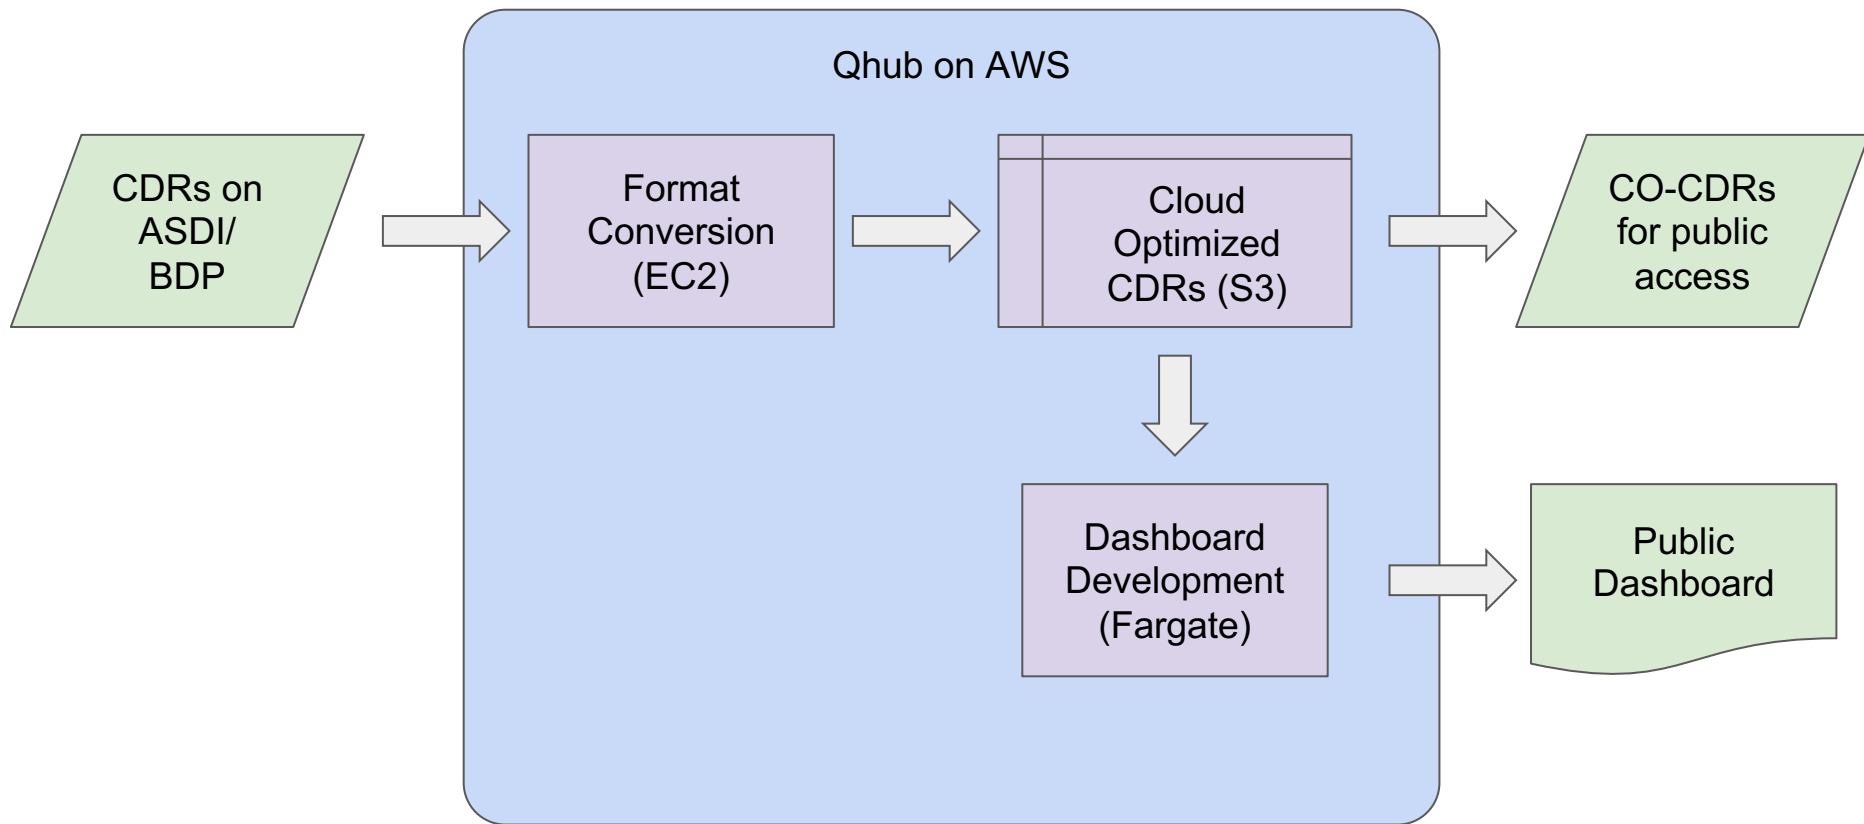 Qhub on AWS
CDRs on
ASDI/
BDP
Format
Conversion
(EC2)
Cloud
Optimized
CDRs (S3)
CO-CDRs
for public
access
Dashboard
Development
(Fargate)
Public
Dashboard